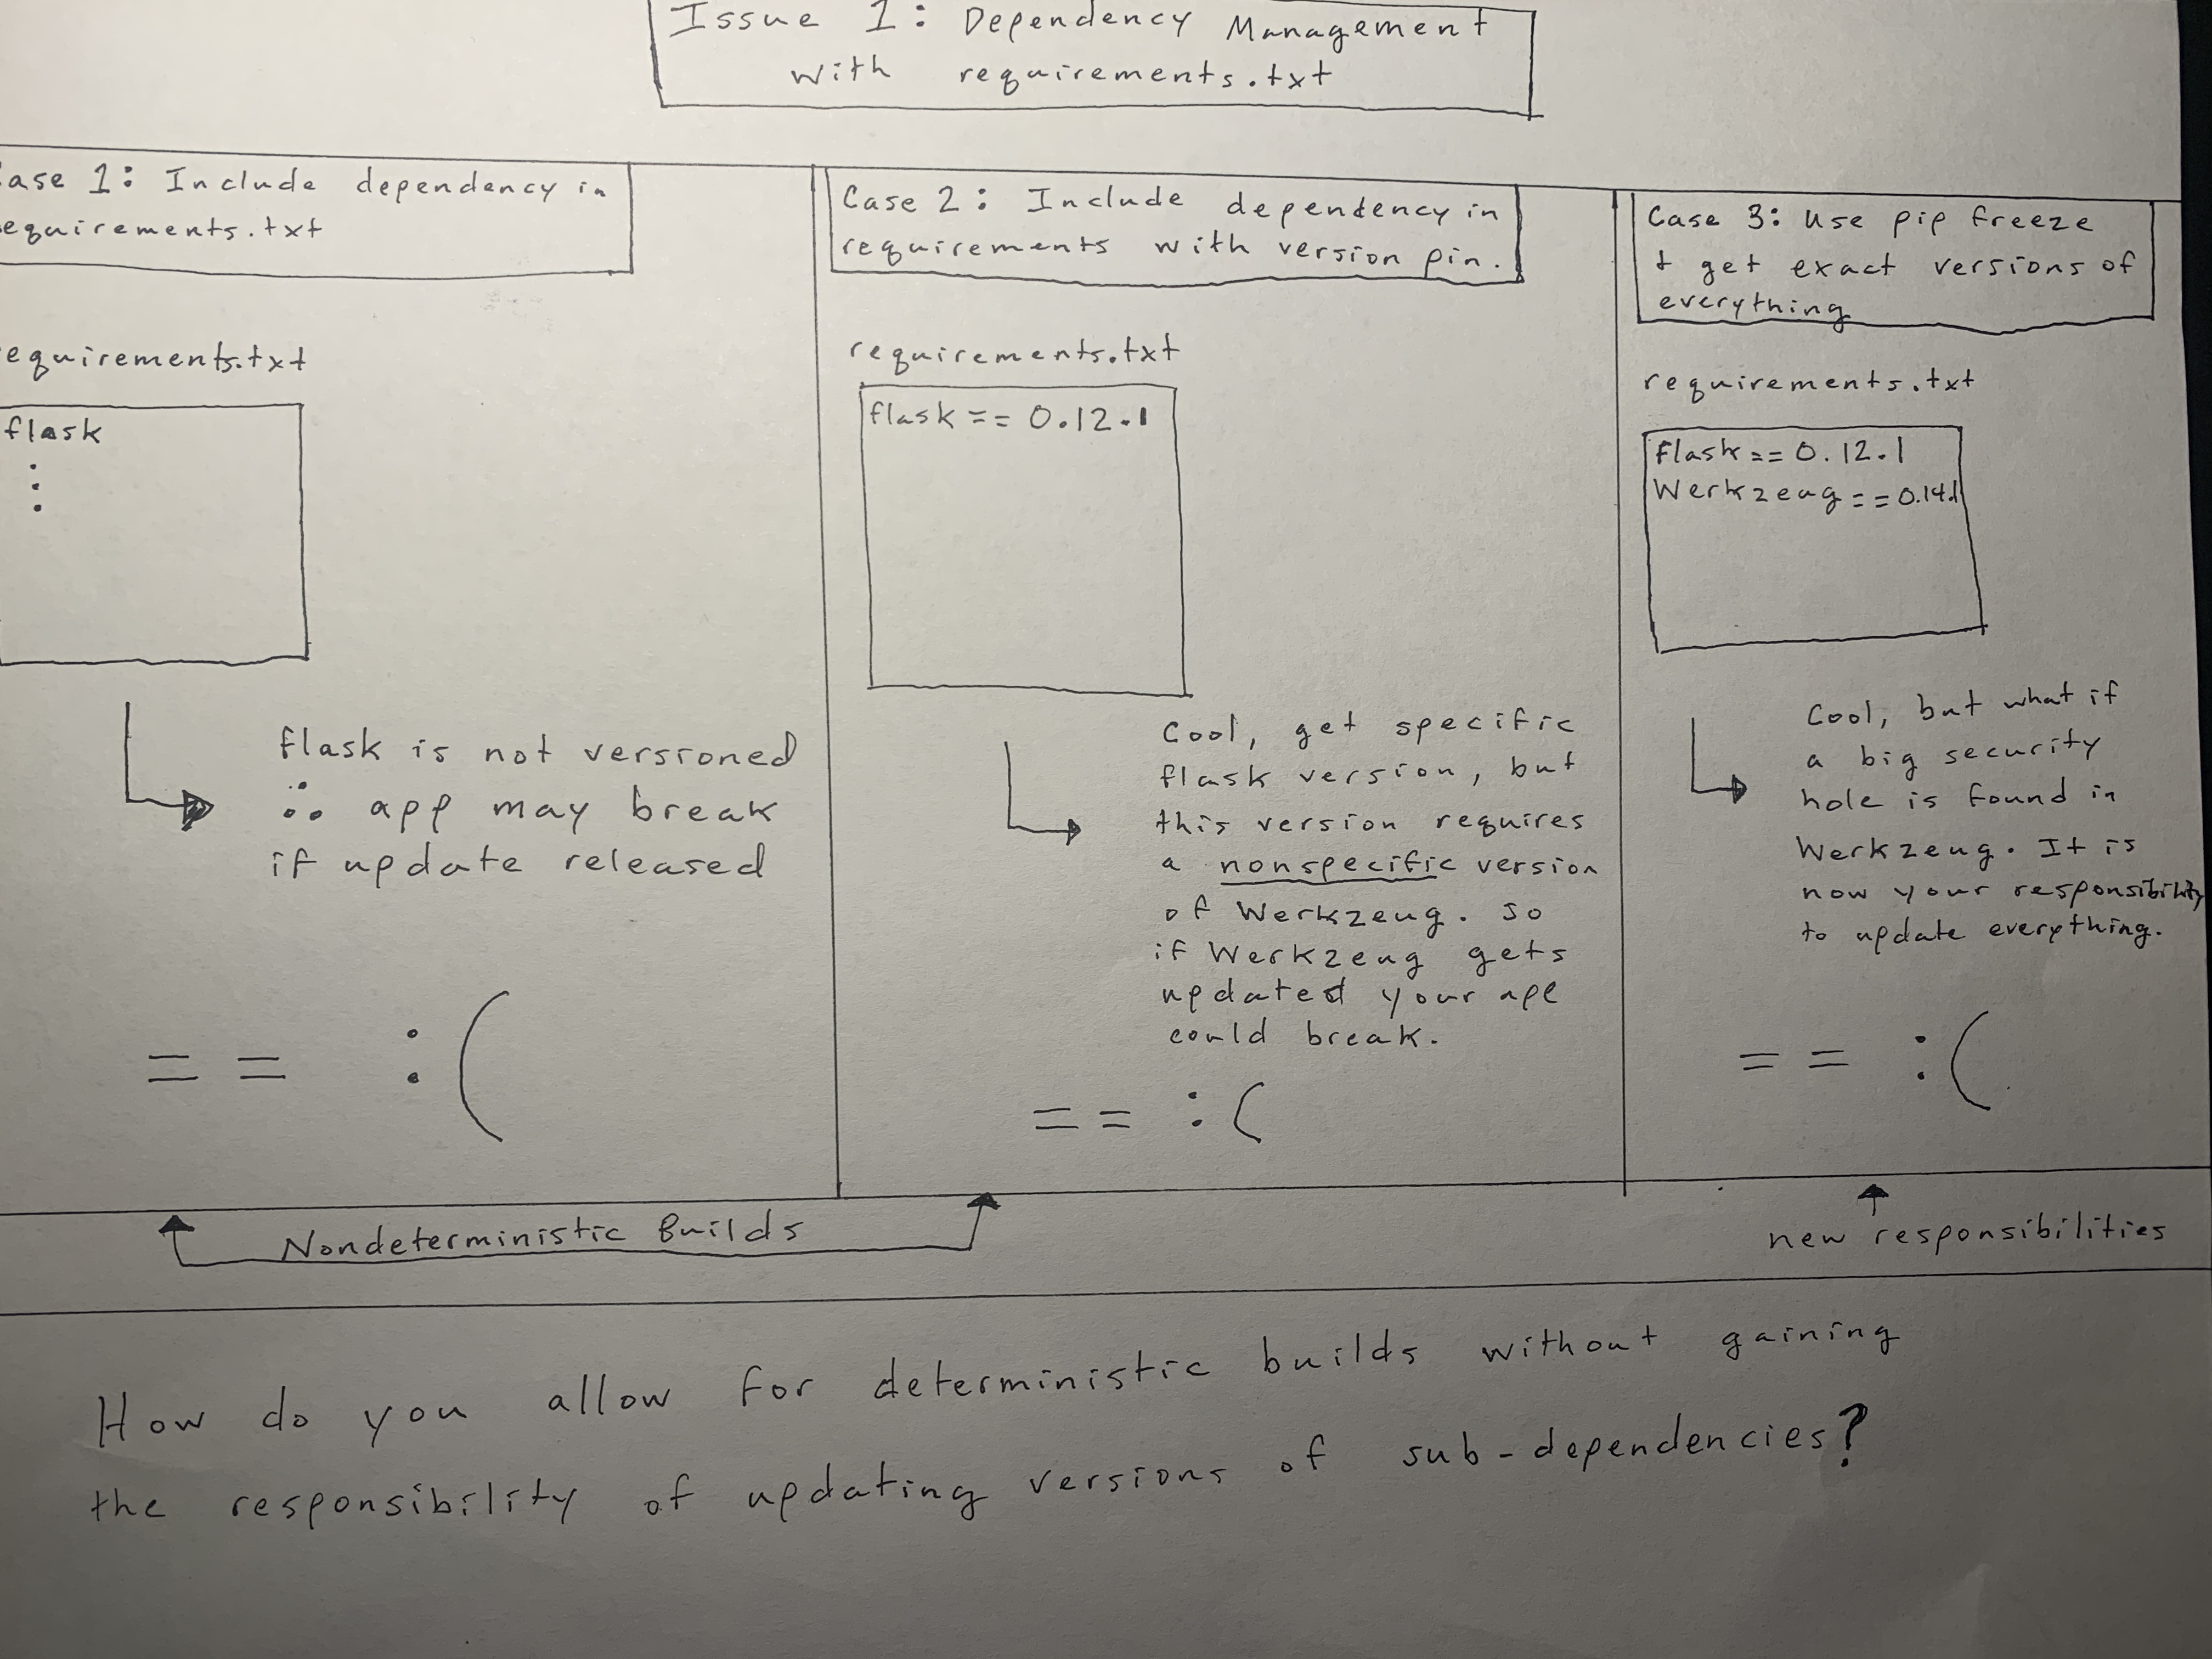 Issue 1: Dependency Management
with requirements.txt
ase 1: Include dependency in
equirements.txt
equirements.txt
flask
:
flask is not versioned
∴ app may break
if update released
== :(
Case 2: Include dependency in
requirements with version pin.
requirements.txt
flask == 0.12.1
Cool, get specific
flask version, but
this version requires
a nonspecific version
of Werkzeug. So
if Werkzeug gets
updated your app
could break.
== :(
Case 3: Use pip freeze
+ get exact versions of
everything
requirements.txt
flask == 0.12.1
Werkzeug == 0.14.1
Cool, but what if
a big security
hole is found in
Werkzeug. It is
now your responsibility
to update everything.
== :(
Nondeterministic Builds
new responsibilities
How do you allow for deterministic builds without gaining
the responsibility of updating versions of sub-dependencies?